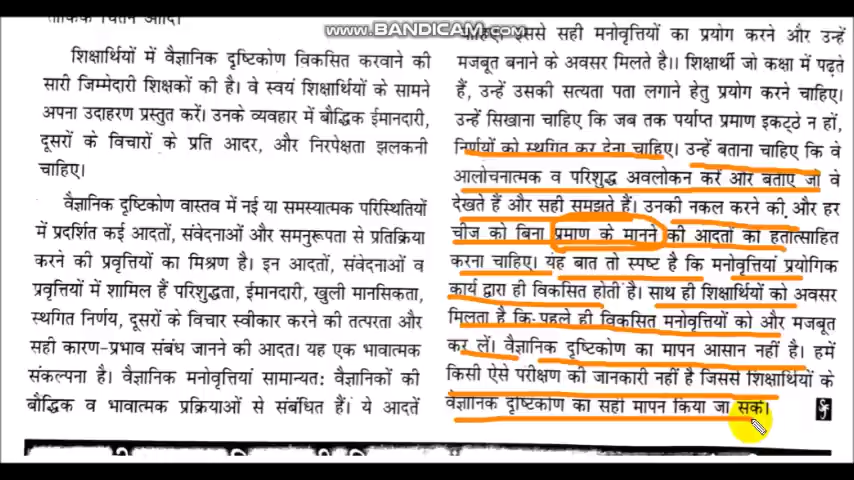 www.BANDICAM.com
तार्किक चिंतन आदि।
शिक्षार्थियों में वैज्ञानिक दृष्टिकोण विकसित करवाने की
सारी जिम्मेदारी शिक्षकों की है। वे स्वयं शिक्षार्थियों के सामने
अपना उदाहरण प्रस्तुत करें। उनके व्यवहार में बौद्धिक ईमानदारी,
दूसरों के विचारों के प्रति आदर, और निरपेक्षता झलकनी
चाहिए।
वैज्ञानिक दृष्टिकोण वास्तव में नई या समस्यात्मक परिस्थितियों
में प्रदर्शित कई आदतों, संवेदनाओं और समनुरूपता से प्रतिक्रिया
करने की प्रवृत्तियों का मिश्रण है। इन आदतों, संवेदनाओं व
प्रवृत्तियों में शामिल हैं परिशुद्धता, ईमानदारी, खुली मानसिकता,
स्थगित निर्णय, दूसरों के विचार स्वीकार करने की तत्परता और
सही कारण-प्रभाव संबंध जानने की आदत। यह एक भावात्मक
संकल्पना है। वैज्ञानिक मनोवृत्तियां सामान्यत: वैज्ञानिकों की
बौद्धिक व भावात्मक प्रक्रियाओं से संबंधित हैं। ये आदतें
चाहिए। इससे सही मनोवृत्तियों का प्रयोग करने और उन्हें
मजबूत बनाने के अवसर मिलते है।। शिक्षार्थी जो कक्षा में पढ़ते
हैं, उन्हें उसकी सत्यता पता लगाने हेतु प्रयोग करने चाहिए।
उन्हें सिखाना चाहिए कि जब तक पर्याप्त प्रमाण इकट्ठे न हों,
निर्णयों को स्थगित कर देना चाहिए। उन्हें बताना चाहिए कि वे
आलोचनात्मक व परिशुद्ध अवलोकन करें और बताए जो वे
देखते हैं और सही समझते हैं। उनकी नकल करने की, और हर
चीज को बिना प्रमाण के मानने की आदतों का हतोत्साहित
करना चाहिए। यह बात तो स्पष्ट है कि मनोवृत्तियां प्रयोगिक
कार्य द्वारा ही विकसित होती है। साथ ही शिक्षार्थियों को अवसर
मिलता है कि पहले ही विकसित मनोवृत्तियों को और मजबूत
कर लें। वैज्ञानिक दृष्टिकोण का मापन आसान नहीं है। हमें
किसी ऐसे परीक्षण की जानकारी नहीं है जिससे शिक्षार्थियों के
वैज्ञानिक दृष्टिकोण का सही मापन किया जा सके।